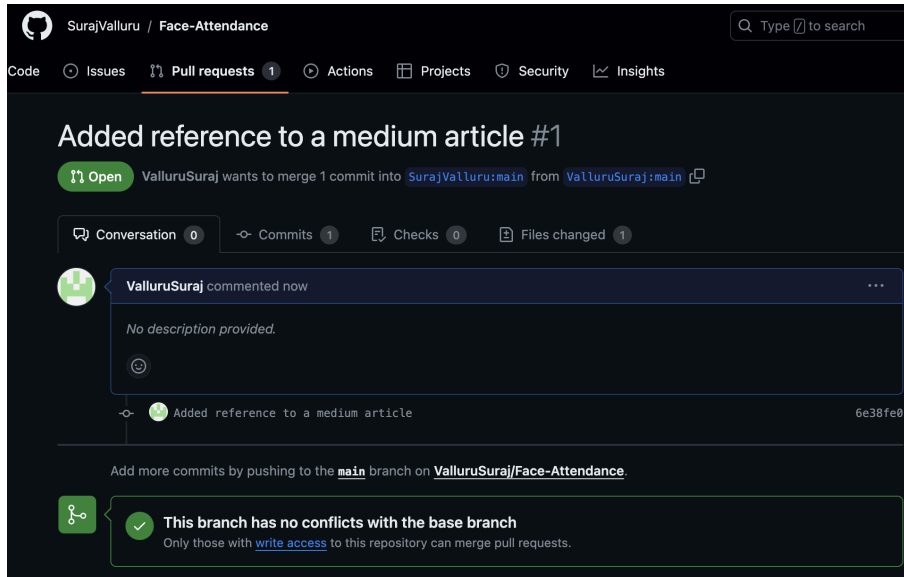 SurajValluru / Face-Attendance
Type / to search
Code Issues Pull requests 1 Actions Projects Security Insights
Added reference to a medium article #1
Open ValluruSuraj wants to merge 1 commit into SurajValluru:main from ValluruSuraj:main
Conversation 0 Commits 1 Checks 0 Files changed 1
ValluruSuraj commented now
No description provided.
Added reference to a medium article 6e38fe0
Add more commits by pushing to the main branch on ValluruSuraj/Face-Attendance.
This branch has no conflicts with the base branch
Only those with write access to this repository can merge pull requests.